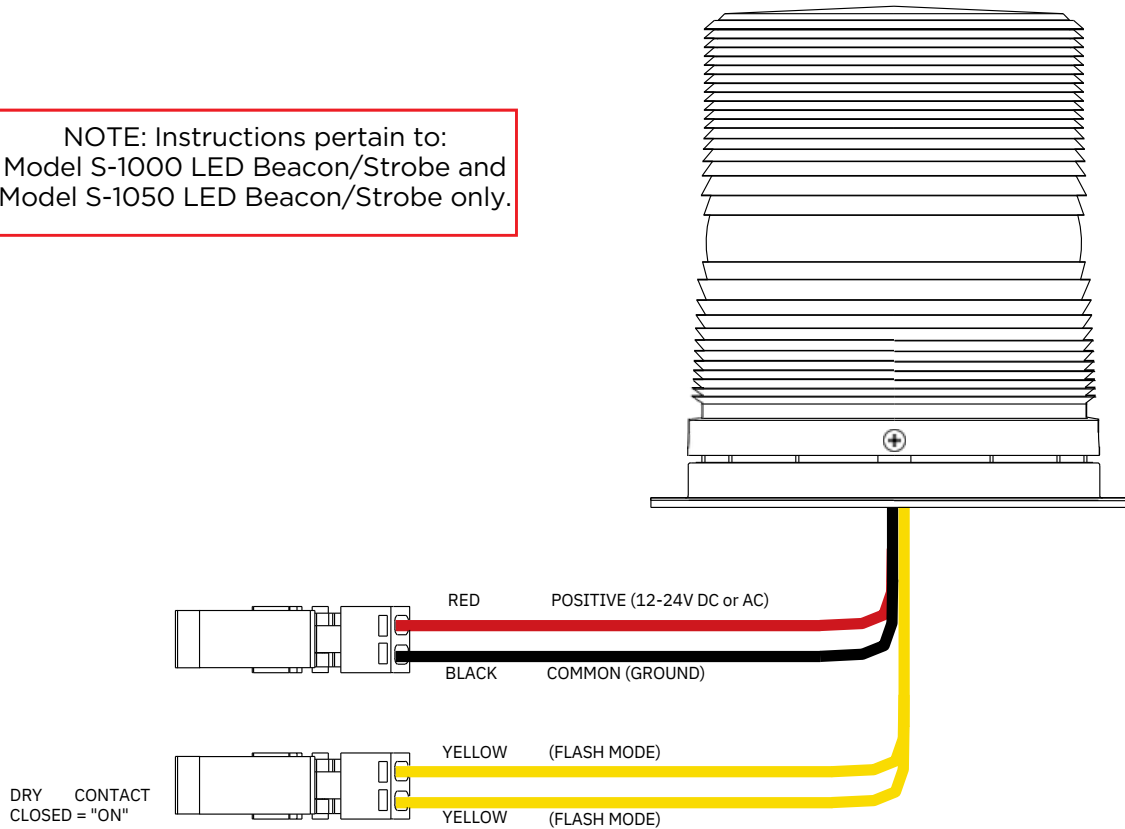 NOTE: Instructions pertain to:
Model S-1000 LED Beacon/Strobe and
Model S-1050 LED Beacon/Strobe only.
RED POSITIVE (12-24V DC or AC)
BLACK COMMON (GROUND)
YELLOW (FLASH MODE)
DRY CONTACT
CLOSED = "ON"
YELLOW (FLASH MODE)